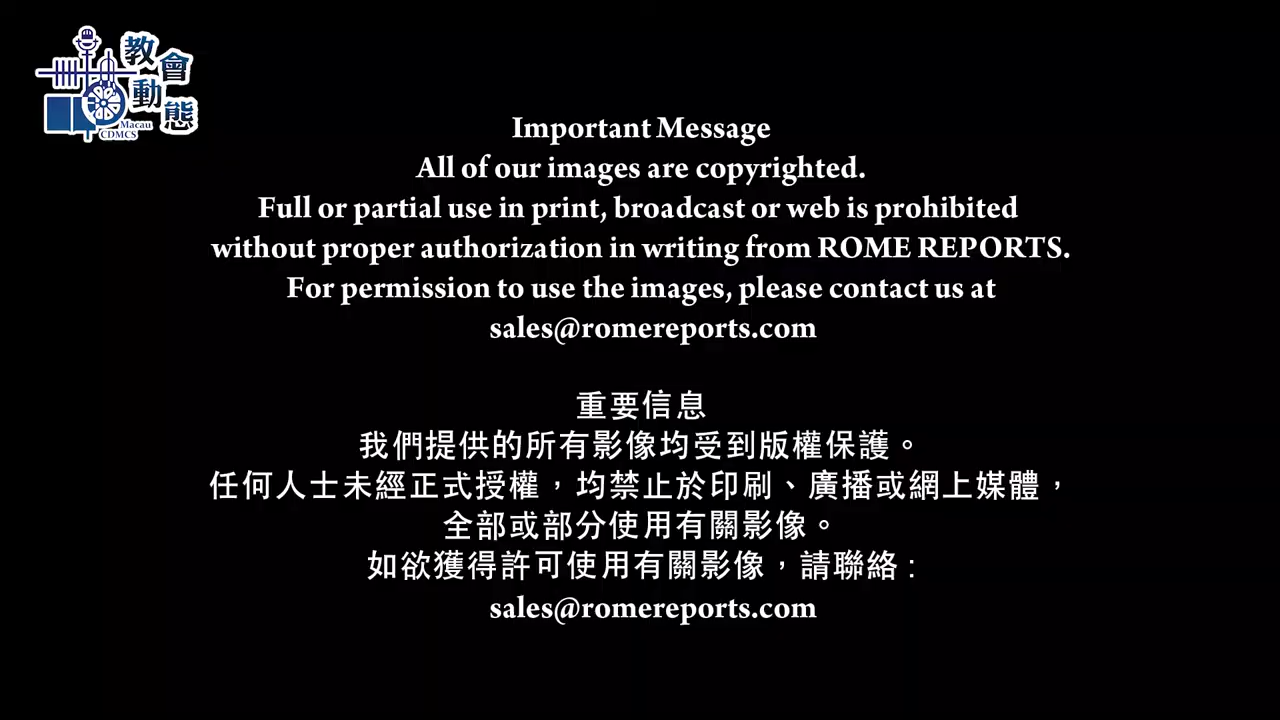 教會動態
Macau
CDMCS
Important Message
All of our images are copyrighted.
Full or partial use in print, broadcast or web is prohibited
without proper authorization in writing from ROME REPORTS.
For permission to use the images, please contact us at
sales@romereports.com
重要信息
我們提供的所有影像均受到版權保護。
任何人士未經正式授權，均禁止於印刷、廣播或網上媒體，
全部或部分使用有關影像。
如欲獲得許可使用有關影像，請聯絡 :
sales@romereports.com